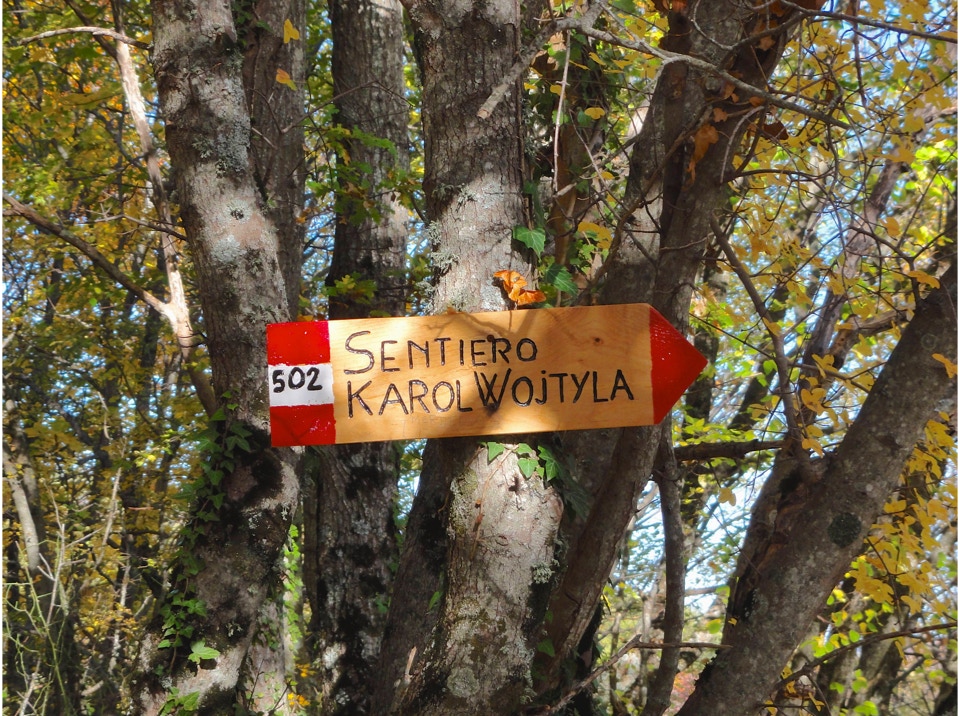 502
SENTIERO
KAROL WOJTYLA